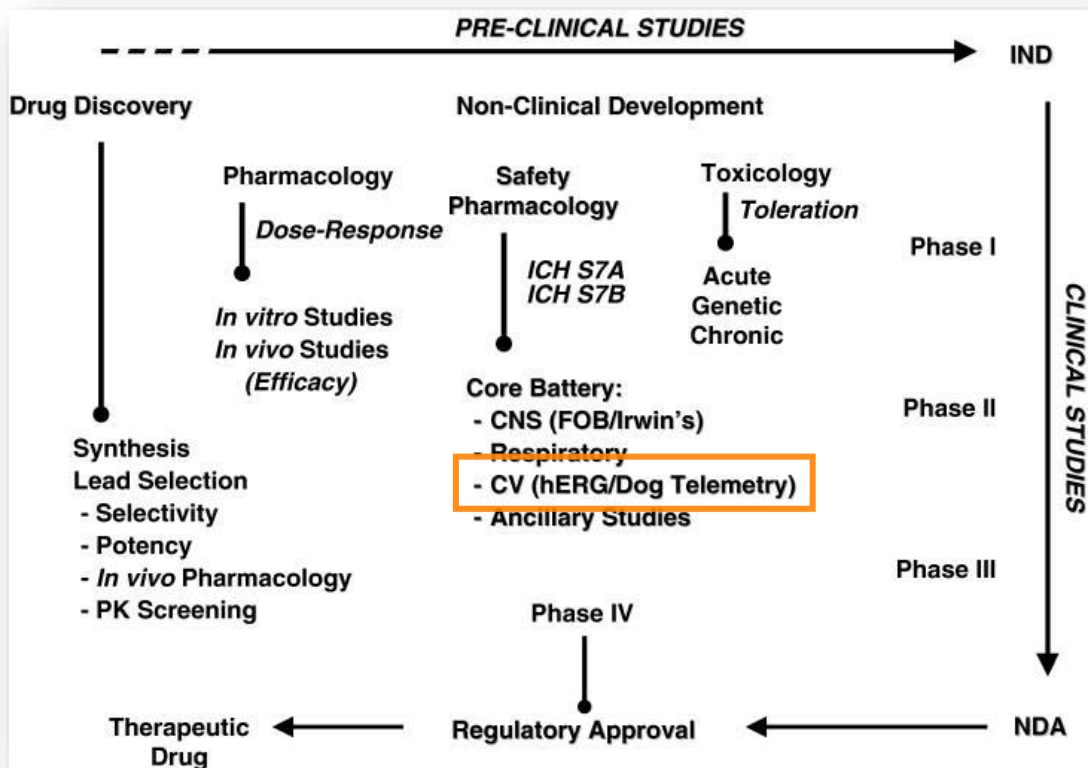 PRE-CLINICAL STUDIES
IND
Drug Discovery
Non-Clinical Development
Pharmacology
Dose-Response
In vitro Studies
In vivo Studies
(Efficacy)
Safety
Pharmacology
ICH S7A
ICH S7B
Toxicology
Toleration
Acute
Genetic
Chronic
Core Battery:
- CNS (FOB/Irwin's)
- Respiratory
- CV (hERG/Dog Telemetry)
- Ancillary Studies
Synthesis
Lead Selection
- Selectivity
- Potency
- In vivo Pharmacology
- PK Screening
Phase I
Phase II
Phase III
CLINICAL STUDIES
Phase IV
Therapeutic
Drug
Regulatory Approval
NDA